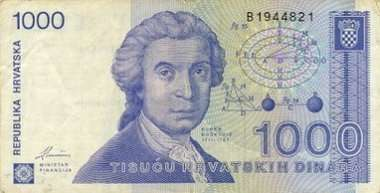 1000
B1944821
REPUBLIKA HRVATSKA
MINISTAR
FINANCIJA
1000
TISUĆU HRVATSKIH DINARA